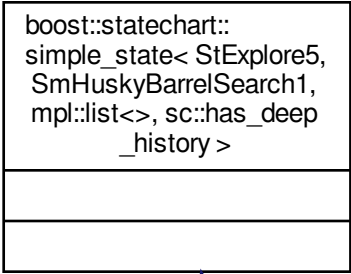 boost::statechart::
simple_state< StExplore5,
SmHuskyBarrelSearch1,
mpl::list<>, sc::has_deep
_history >